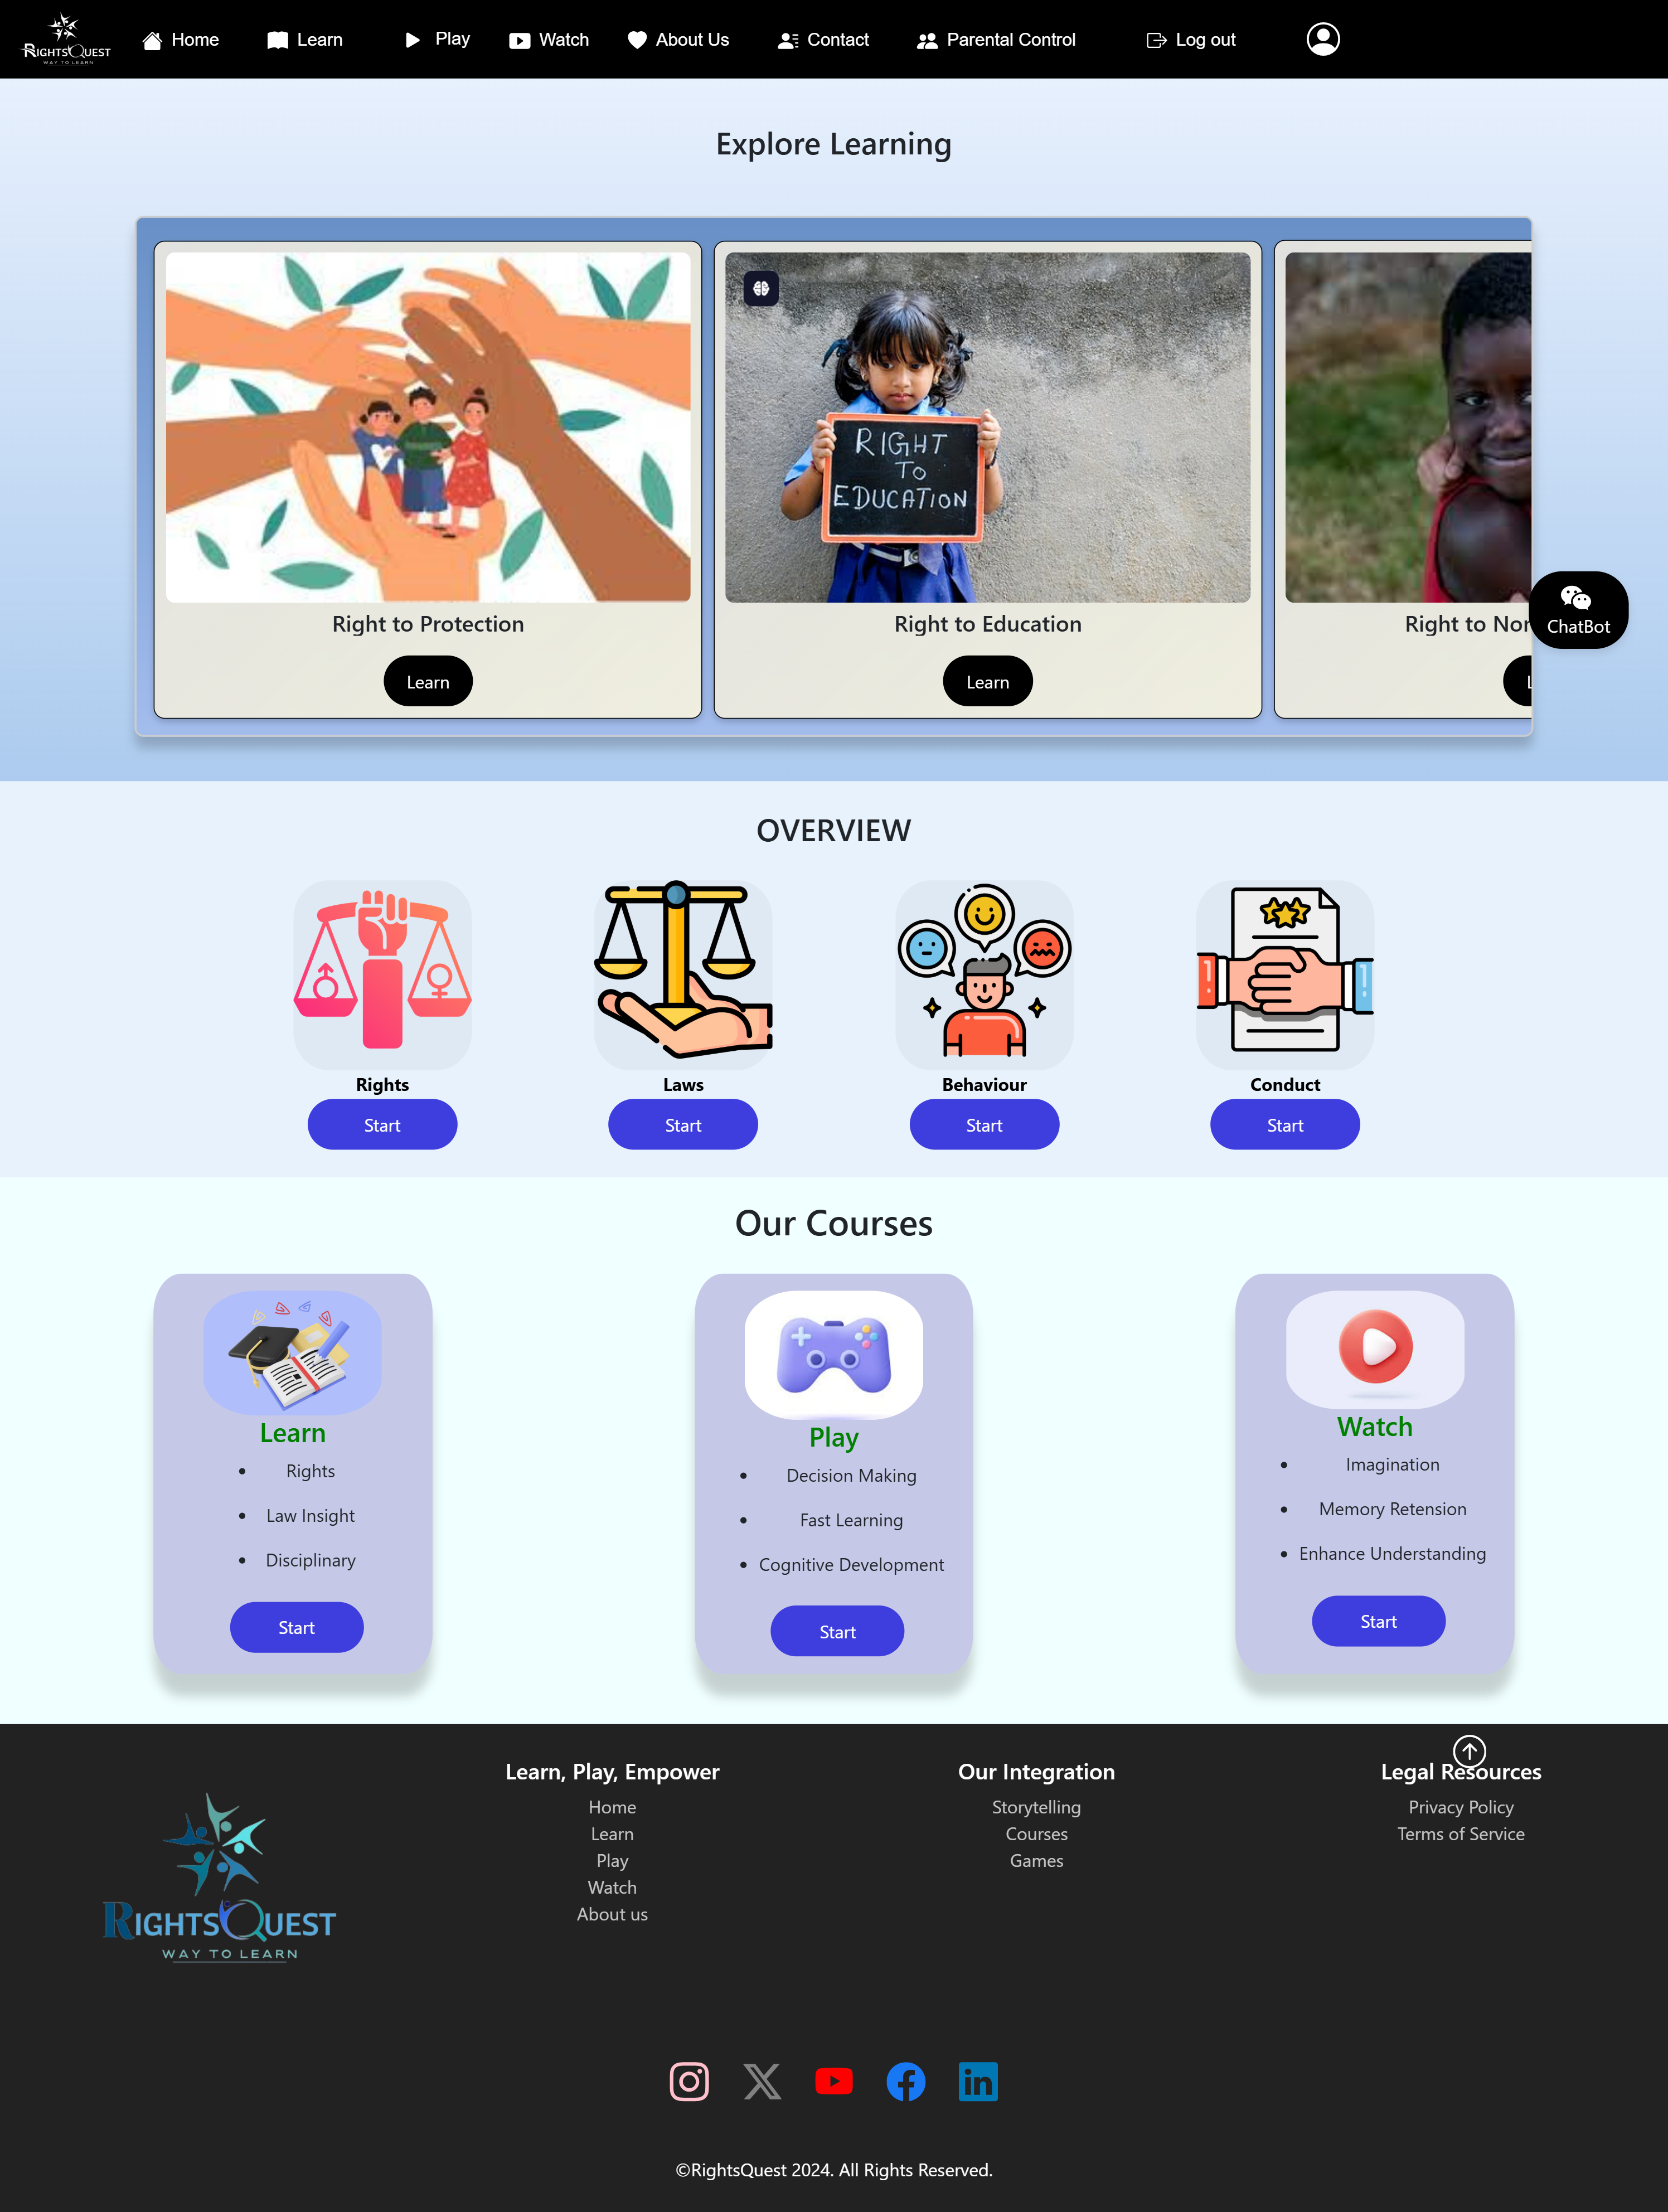 RIGHTSQUEST
WAY TO LEARN
Home
Learn
Play
Watch
About Us
Contact
Parental Control
Log out
Explore Learning
RIGHT
TO
EDUCATION
Right to Protection
Right to Education
Right to
ChatBot
Learn
Learn
OVERVIEW
Rights
Laws
Behaviour
Conduct
Start
Start
Start
Start
Our Courses
Learn
Rights
Law Insight
Disciplinary
Start
Play
Decision Making
Fast Learning
Cognitive Development
Start
Watch
Imagination
Memory Retension
Enhance Understanding
Start
RIGHTSQUEST
WAY TO LEARN
Learn, Play, Empower
Home
Learn
Play
Watch
About us
Our Integration
Storytelling
Courses
Games
Legal Resources
Privacy Policy
Terms of Service
©RightsQuest 2024. All Rights Reserved.